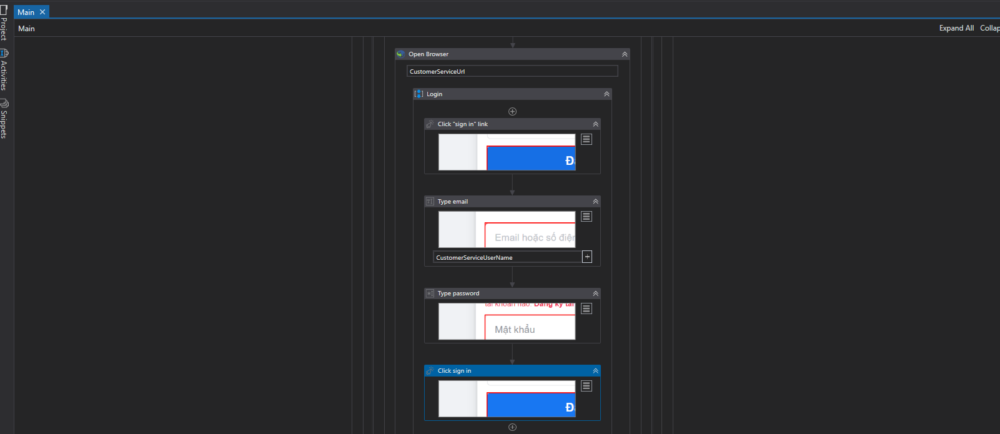 Main
Main
Expand All Collap
Project
Activities
Snippets
Open Browser
CustomerServiceUrl
Login
Click "sign in" link
Đ
Type email
Email hoặc số điện
CustomerServiceUserName
Type password
tài khoản nào. Đăng ký tài
Mật khẩu
Click sign in
Đ